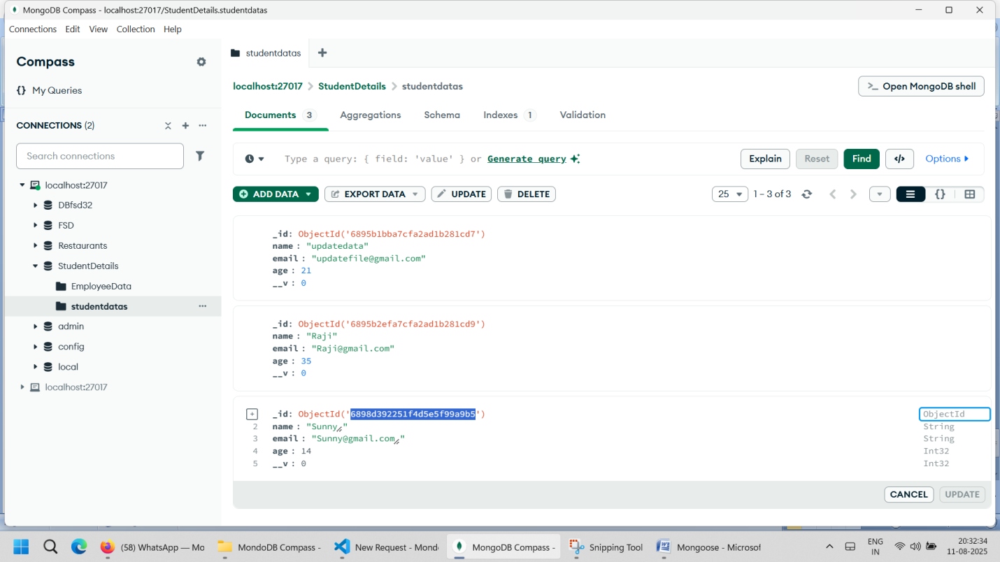 MongoDB Compass - localhost:27017/StudentDetails.studentdatas
Connections Edit View Collection Help
Compass
{} My Queries
CONNECTIONS (2)
Search connections
localhost:27017
DBfsd32
FSD
Restaurants
StudentDetails
EmployeeData
studentdatas
admin
config
local
localhost:27017
studentdatas
localhost:27017 > StudentDetails > studentdatas
>_ Open MongoDB shell
Documents 3 Aggregations Schema Indexes 1 Validation
Type a query: { field: 'value' } or Generate query
Explain Reset Find </> Options
ADD DATA EXPORT DATA UPDATE DELETE
25 1 – 3 of 3 {}
_id: ObjectId('6895b1bba7cfa2ad1b281cd7')
name : "updatedata"
email : "updatefile@gmail.com"
age : 21
__v : 0
_id: ObjectId('6895b2efa7cfa2ad1b281cd9')
name : "Raji"
email : "Raji@gmail.com"
age : 35
__v : 0
_id: ObjectId('6898d392251f4d5e5f99a9b5') ObjectId
2 name : "Sunny" String
3 email : "Sunny@gmail.com" String
4 age : 14 Int32
5 __v : 0 Int32
CANCEL UPDATE
(58) WhatsApp — Mo
MondoDB Compass -
New Request - Mond
MongoDB Compass -
Snipping Tool
Mongoose - Microsof
ENG
IN
20:32:34
11-08-2025